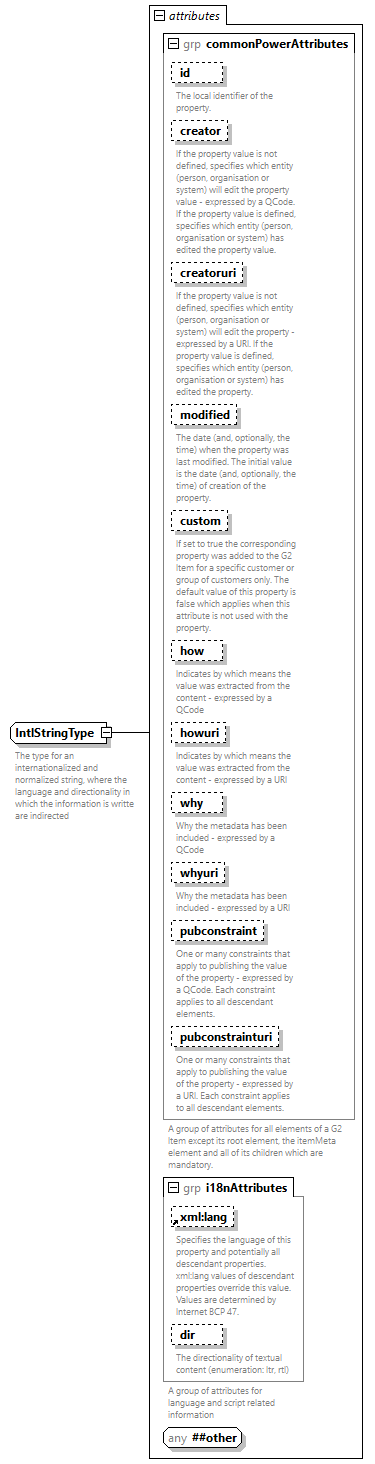 attributes
grp commonPowerAttributes
id
The local identifier of the
property.
creator
If the property value is not
defined, specifies which entity
(person, organisation or
system) will edit the property
value - expressed by a QCode.
If the property value is defined,
specifies which entity (person,
organisation or system) has
edited the property value.
creatoruri
If the property value is not
defined, specifies which entity
(person, organisation or
system) will edit the property -
expressed by a URI. If the
property value is defined,
specifies which entity (person,
organisation or system) has
edited the property.
modified
The date (and, optionally, the
time) when the property was
last modified. The initial value
is the date (and, optionally, the
time) of creation of the
property.
custom
If set to true the corresponding
property was added to the G2
Item for a specific customer or
group of customers only. The
default value of this property is
false which applies when this
attribute is not used with the
property.
how
Indicates by which means the
value was extracted from the
content - expressed by a
QCode
howuri
Indicates by which means the
value was extracted from the
content - expressed by a URI
why
Why the metadata has been
included - expressed by a
QCode
whyuri
Why the metadata has been
included - expressed by a URI
pubconstraint
One or many constraints that
apply to publishing the value
of the property - expressed by
a QCode. Each constraint
applies to all descendant
elements.
pubconstrainturi
One or many constraints that
apply to publishing the value
of the property - expressed by
a URI. Each constraint applies
to all descendant elements.
A group of attributes for all elements of a G2
Item except its root element, the itemMeta
element and all of its children which are
mandatory.
IntlStringType
The type for an
internationalized and
normalized string, where the
language and directionality in
which the information is writte
are indirected
grp i18nAttributes
xml:lang
Specifies the language of this
property and potentially all
descendant properties.
xml:lang values of descendant
properties override this value.
Values are determined by
Internet BCP 47.
dir
The directionality of textual
content (enumeration: ltr, rtl)
A group of attributes for
language and script related
information
any ##other